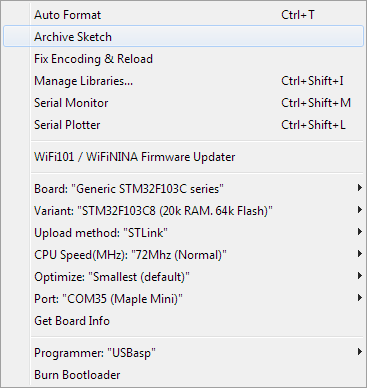 Auto Format Ctrl+T
Archive Sketch
Fix Encoding & Reload
Manage Libraries... Ctrl+Shift+I
Serial Monitor Ctrl+Shift+M
Serial Plotter Ctrl+Shift+L
WiFi101 / WiFiNINA Firmware Updater
Board: "Generic STM32F103C series"
Variant: "STM32F103C8 (20k RAM. 64k Flash)"
Upload method: "STLink"
CPU Speed(MHz): "72Mhz (Normal)"
Optimize: "Smallest (default)"
Port: "COM35 (Maple Mini)"
Get Board Info
Programmer: "USBasp"
Burn Bootloader